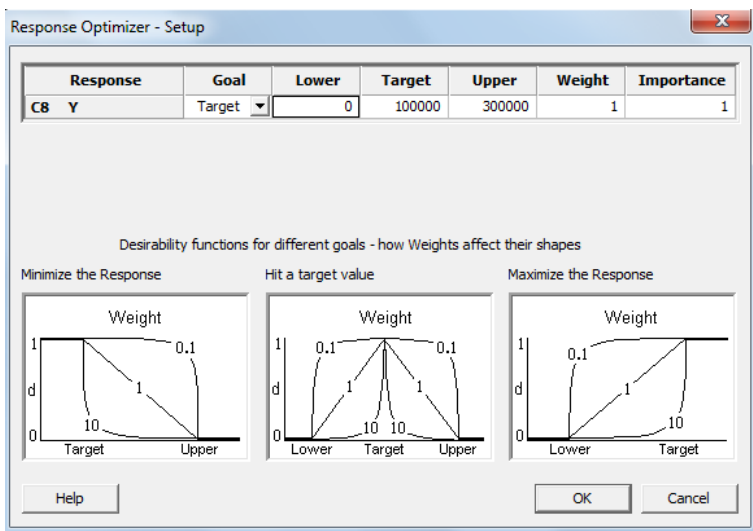 Response Optimizer - Setup
Response Goal Lower Target Upper Weight Importance
C8 Y Target 0 100000 300000 1 1
Desirability functions for different goals - how Weights affect their shapes
Minimize the Response Hit a target value Maximize the Response
Weight Weight Weight
1 0.1 1 0.1 0.1 1 0.1
d 1 d 1 1 d 1
10 10 10 10
0 0 0
Target Upper Lower Target Upper Lower Target
Help OK Cancel